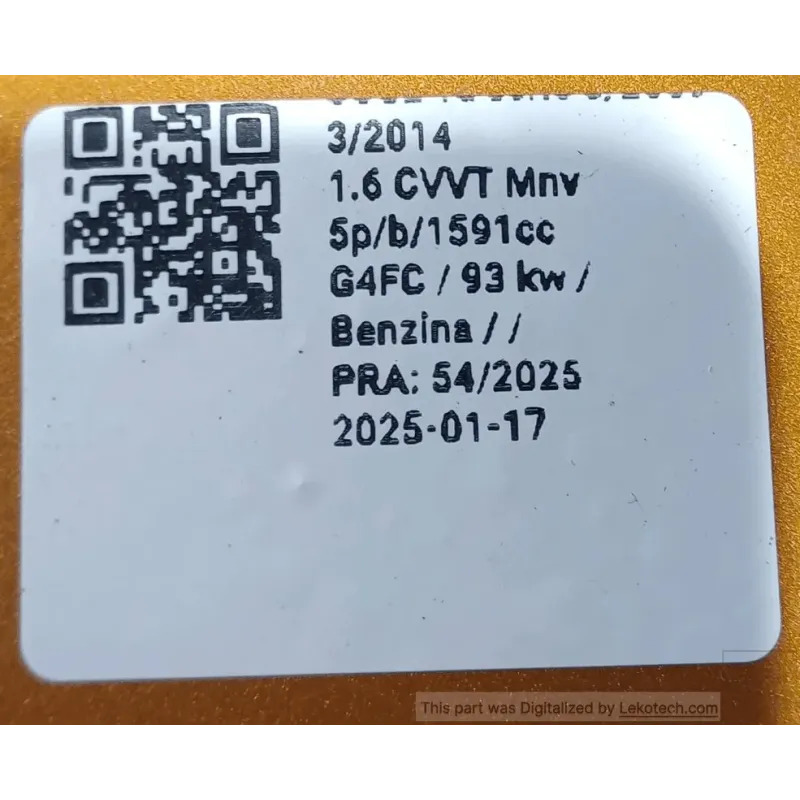 3/2014
1.6 CVVT Mnv
5p/b/1591cc
G4FC / 93 kw /
Benzina / /
PRA: 54/2025
2025-01-17
This part was Digitalized by Lekotech.com